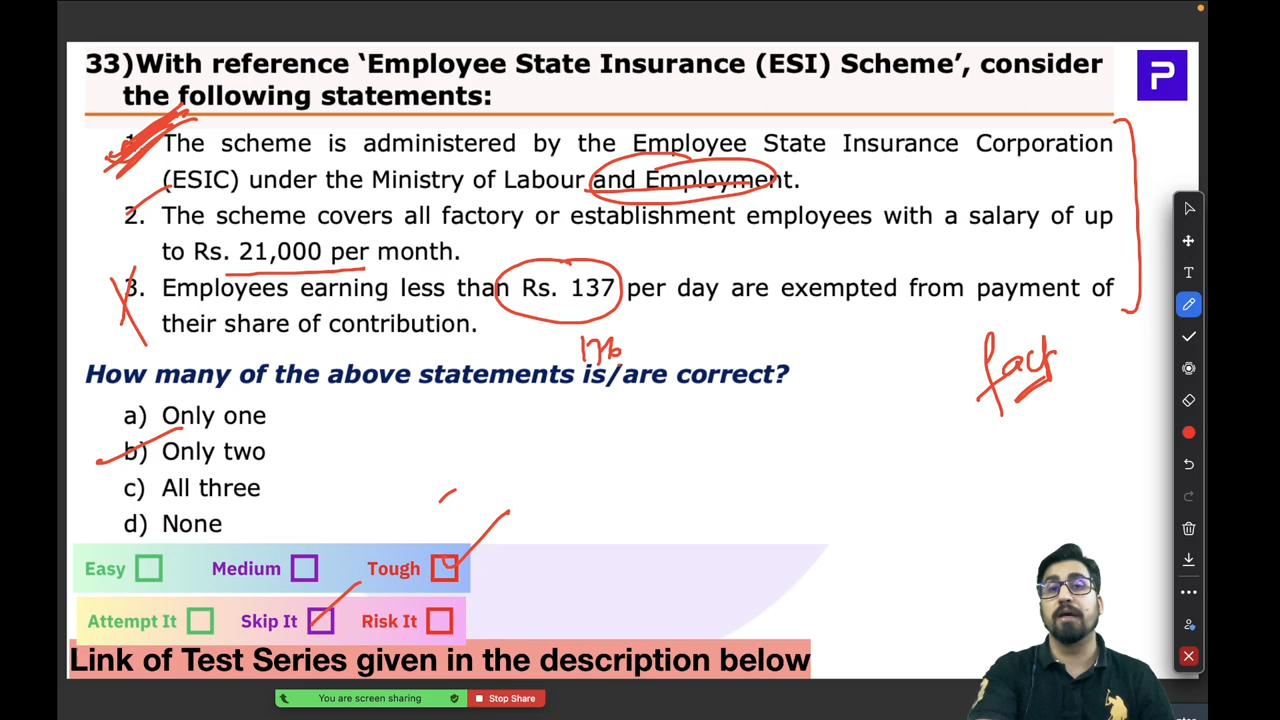 33)With reference ‘Employee State Insurance (ESI) Scheme’, consider
the following statements:
The scheme is administered by the Employee State Insurance Corporation
(ESIC) under the Ministry of Labour and Employment.
2. The scheme covers all factory or establishment employees with a salary of up
to Rs. 21,000 per month.
3. Employees earning less than Rs. 137 per day are exempted from payment of
their share of contribution.
176
fact
How many of the above statements is/are correct?
a) Only one
b) Only two
c) All three
d) None
Easy Medium Tough
Attempt It Skip It Risk It
Link of Test Series given in the description below
You are screen sharing Stop Share
P
T